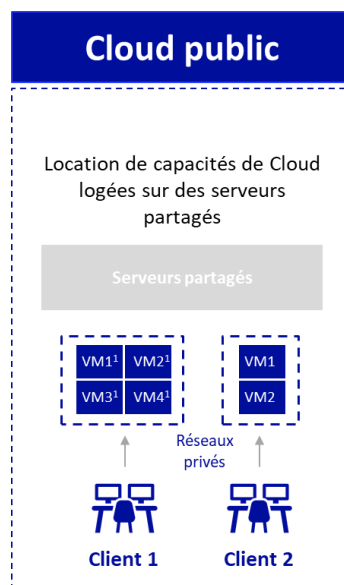 Cloud public
Location de capacités de Cloud
logées sur des serveurs
partagés
Serveurs partagés
VM1¹ VM2¹ VM1
VM3¹ VM4¹ VM2
Réseaux
privés
Client 1 Client 2